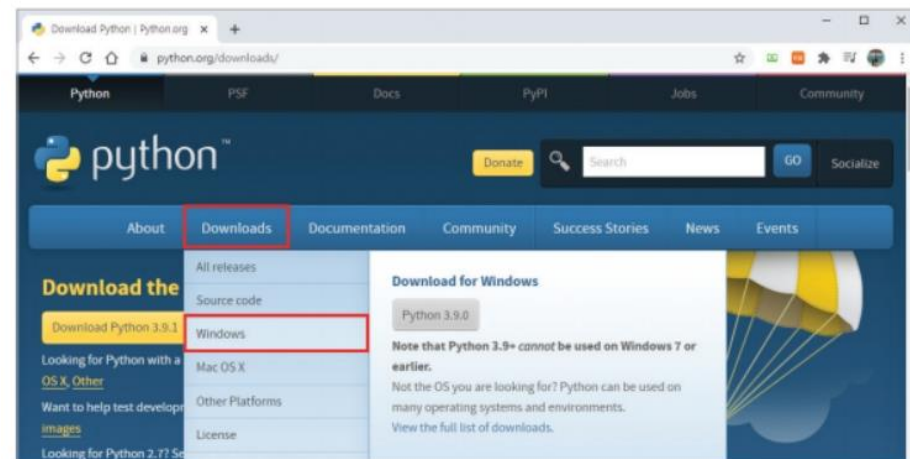 Download Python | Python.org
python.org/downloads/
Python PSF Docs PyPI Jobs Community
python™
Donate Search GO Socialize
About Downloads Documentation Community Success Stories News Events
Download the
Download Python 3.9.1
Looking for Python with a
OS X, Other
Want to help test developr
images
Looking for Python 2.7? Se
All releases
Source code
Windows
Mac OS X
Other Platforms
License
Download for Windows
Python 3.9.0
Note that Python 3.9+ cannot be used on Windows 7 or
earlier.
Not the OS you are looking for? Python can be used on
many operating systems and environments.
View the full list of downloads.